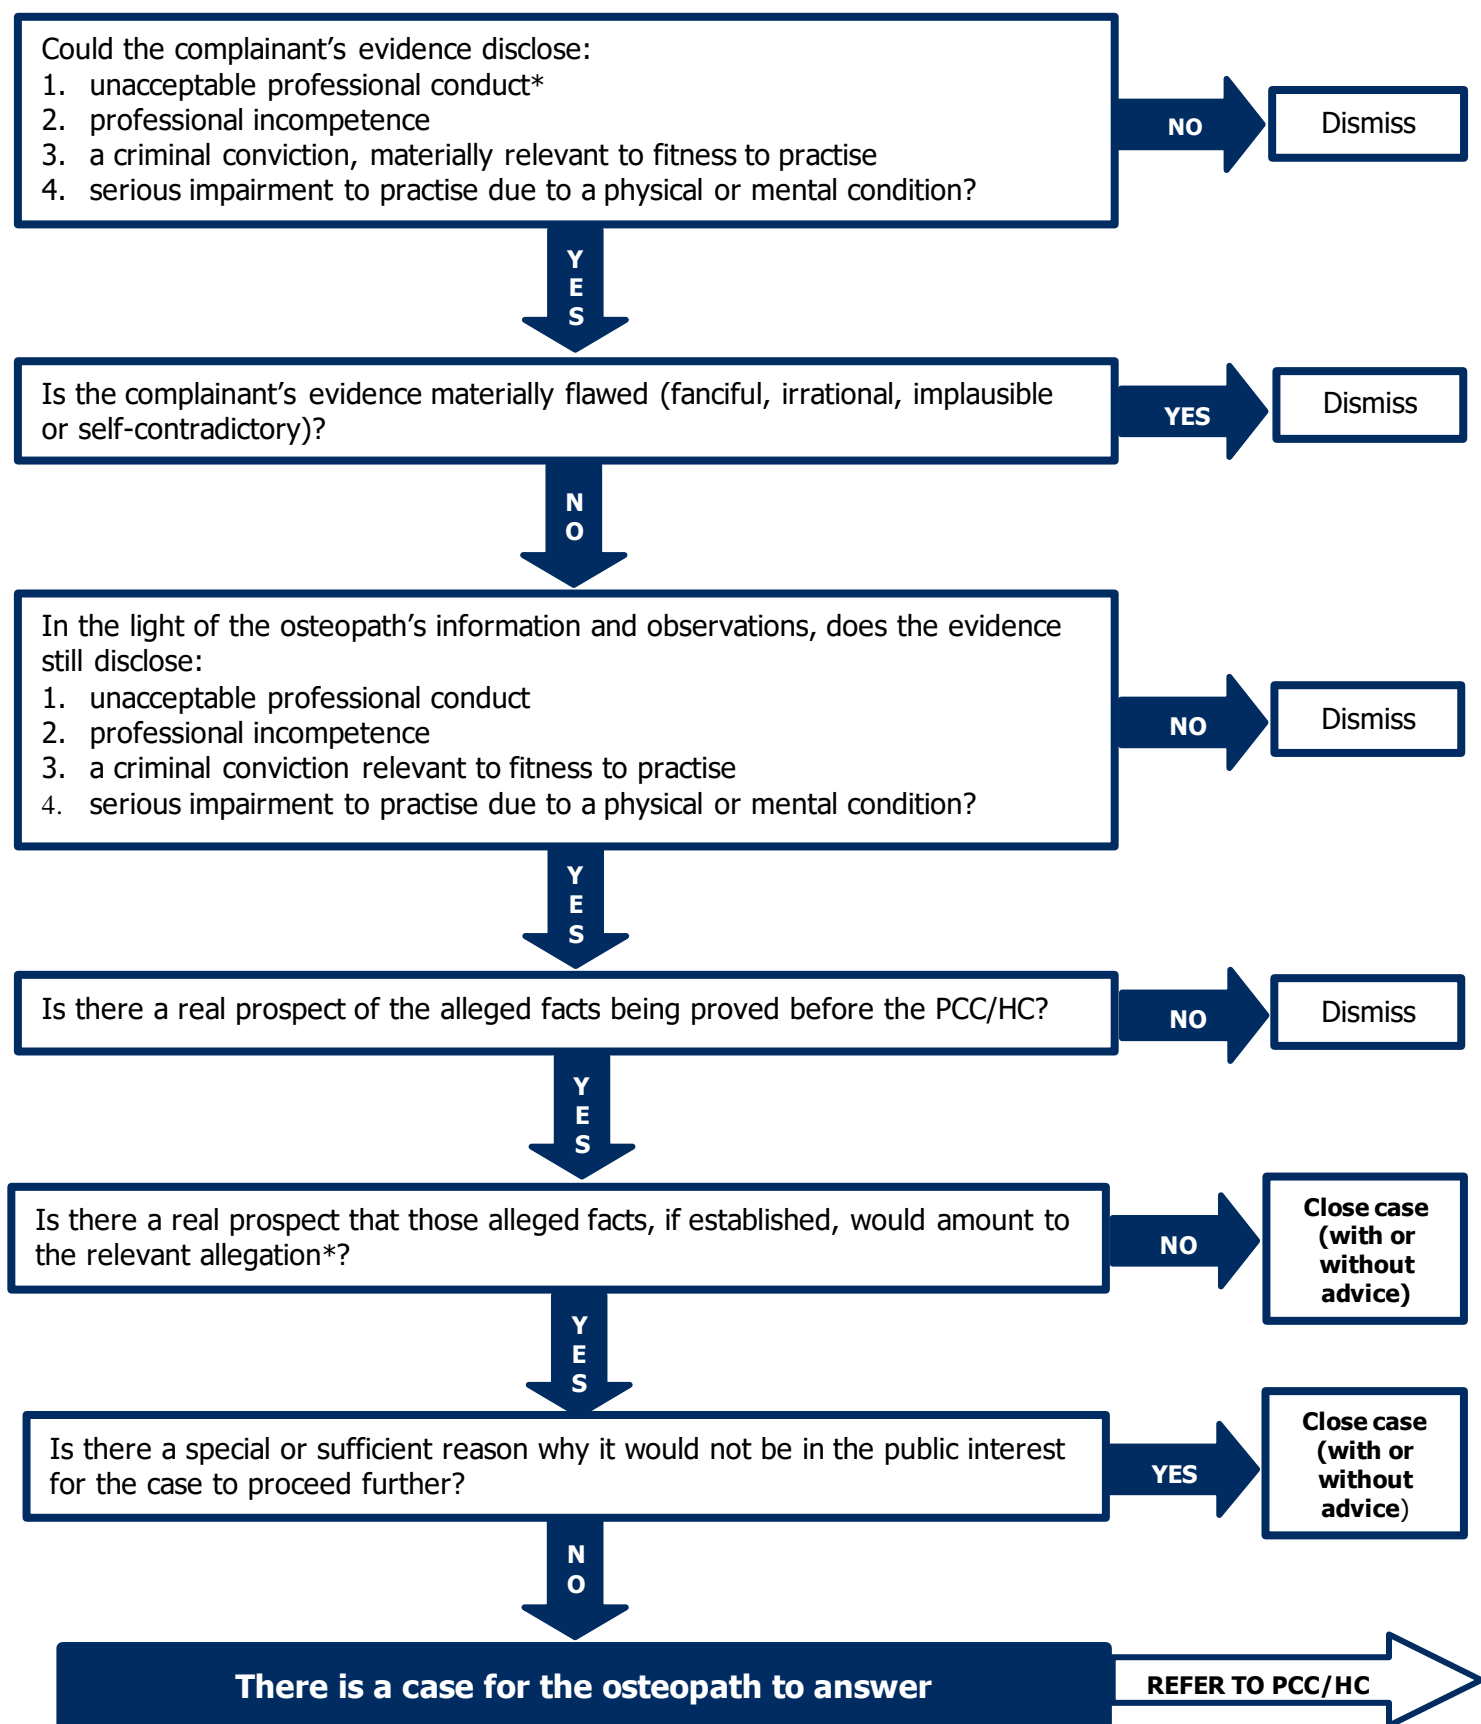 Could the complainant’s evidence disclose:
1. unacceptable professional conduct*
2. professional incompetence
3. a criminal conviction, materially relevant to fitness to practise
4. serious impairment to practise due to a physical or mental condition?
NO
Dismiss
YES
Is the complainant’s evidence materially flawed (fanciful, irrational, implausible
or self-contradictory)?
YES
Dismiss
NO
In the light of the osteopath’s information and observations, does the evidence
still disclose:
1. unacceptable professional conduct
2. professional incompetence
3. a criminal conviction relevant to fitness to practise
4. serious impairment to practise due to a physical or mental condition?
NO
Dismiss
YES
Is there a real prospect of the alleged facts being proved before the PCC/HC?
NO
Dismiss
YES
Is there a real prospect that those alleged facts, if established, would amount to
the relevant allegation*?
NO
Close case
(with or
without
advice)
YES
Is there a special or sufficient reason why it would not be in the public interest
for the case to proceed further?
YES
Close case
(with or
without
advice)
NO
There is a case for the osteopath to answer
REFER TO PCC/HC